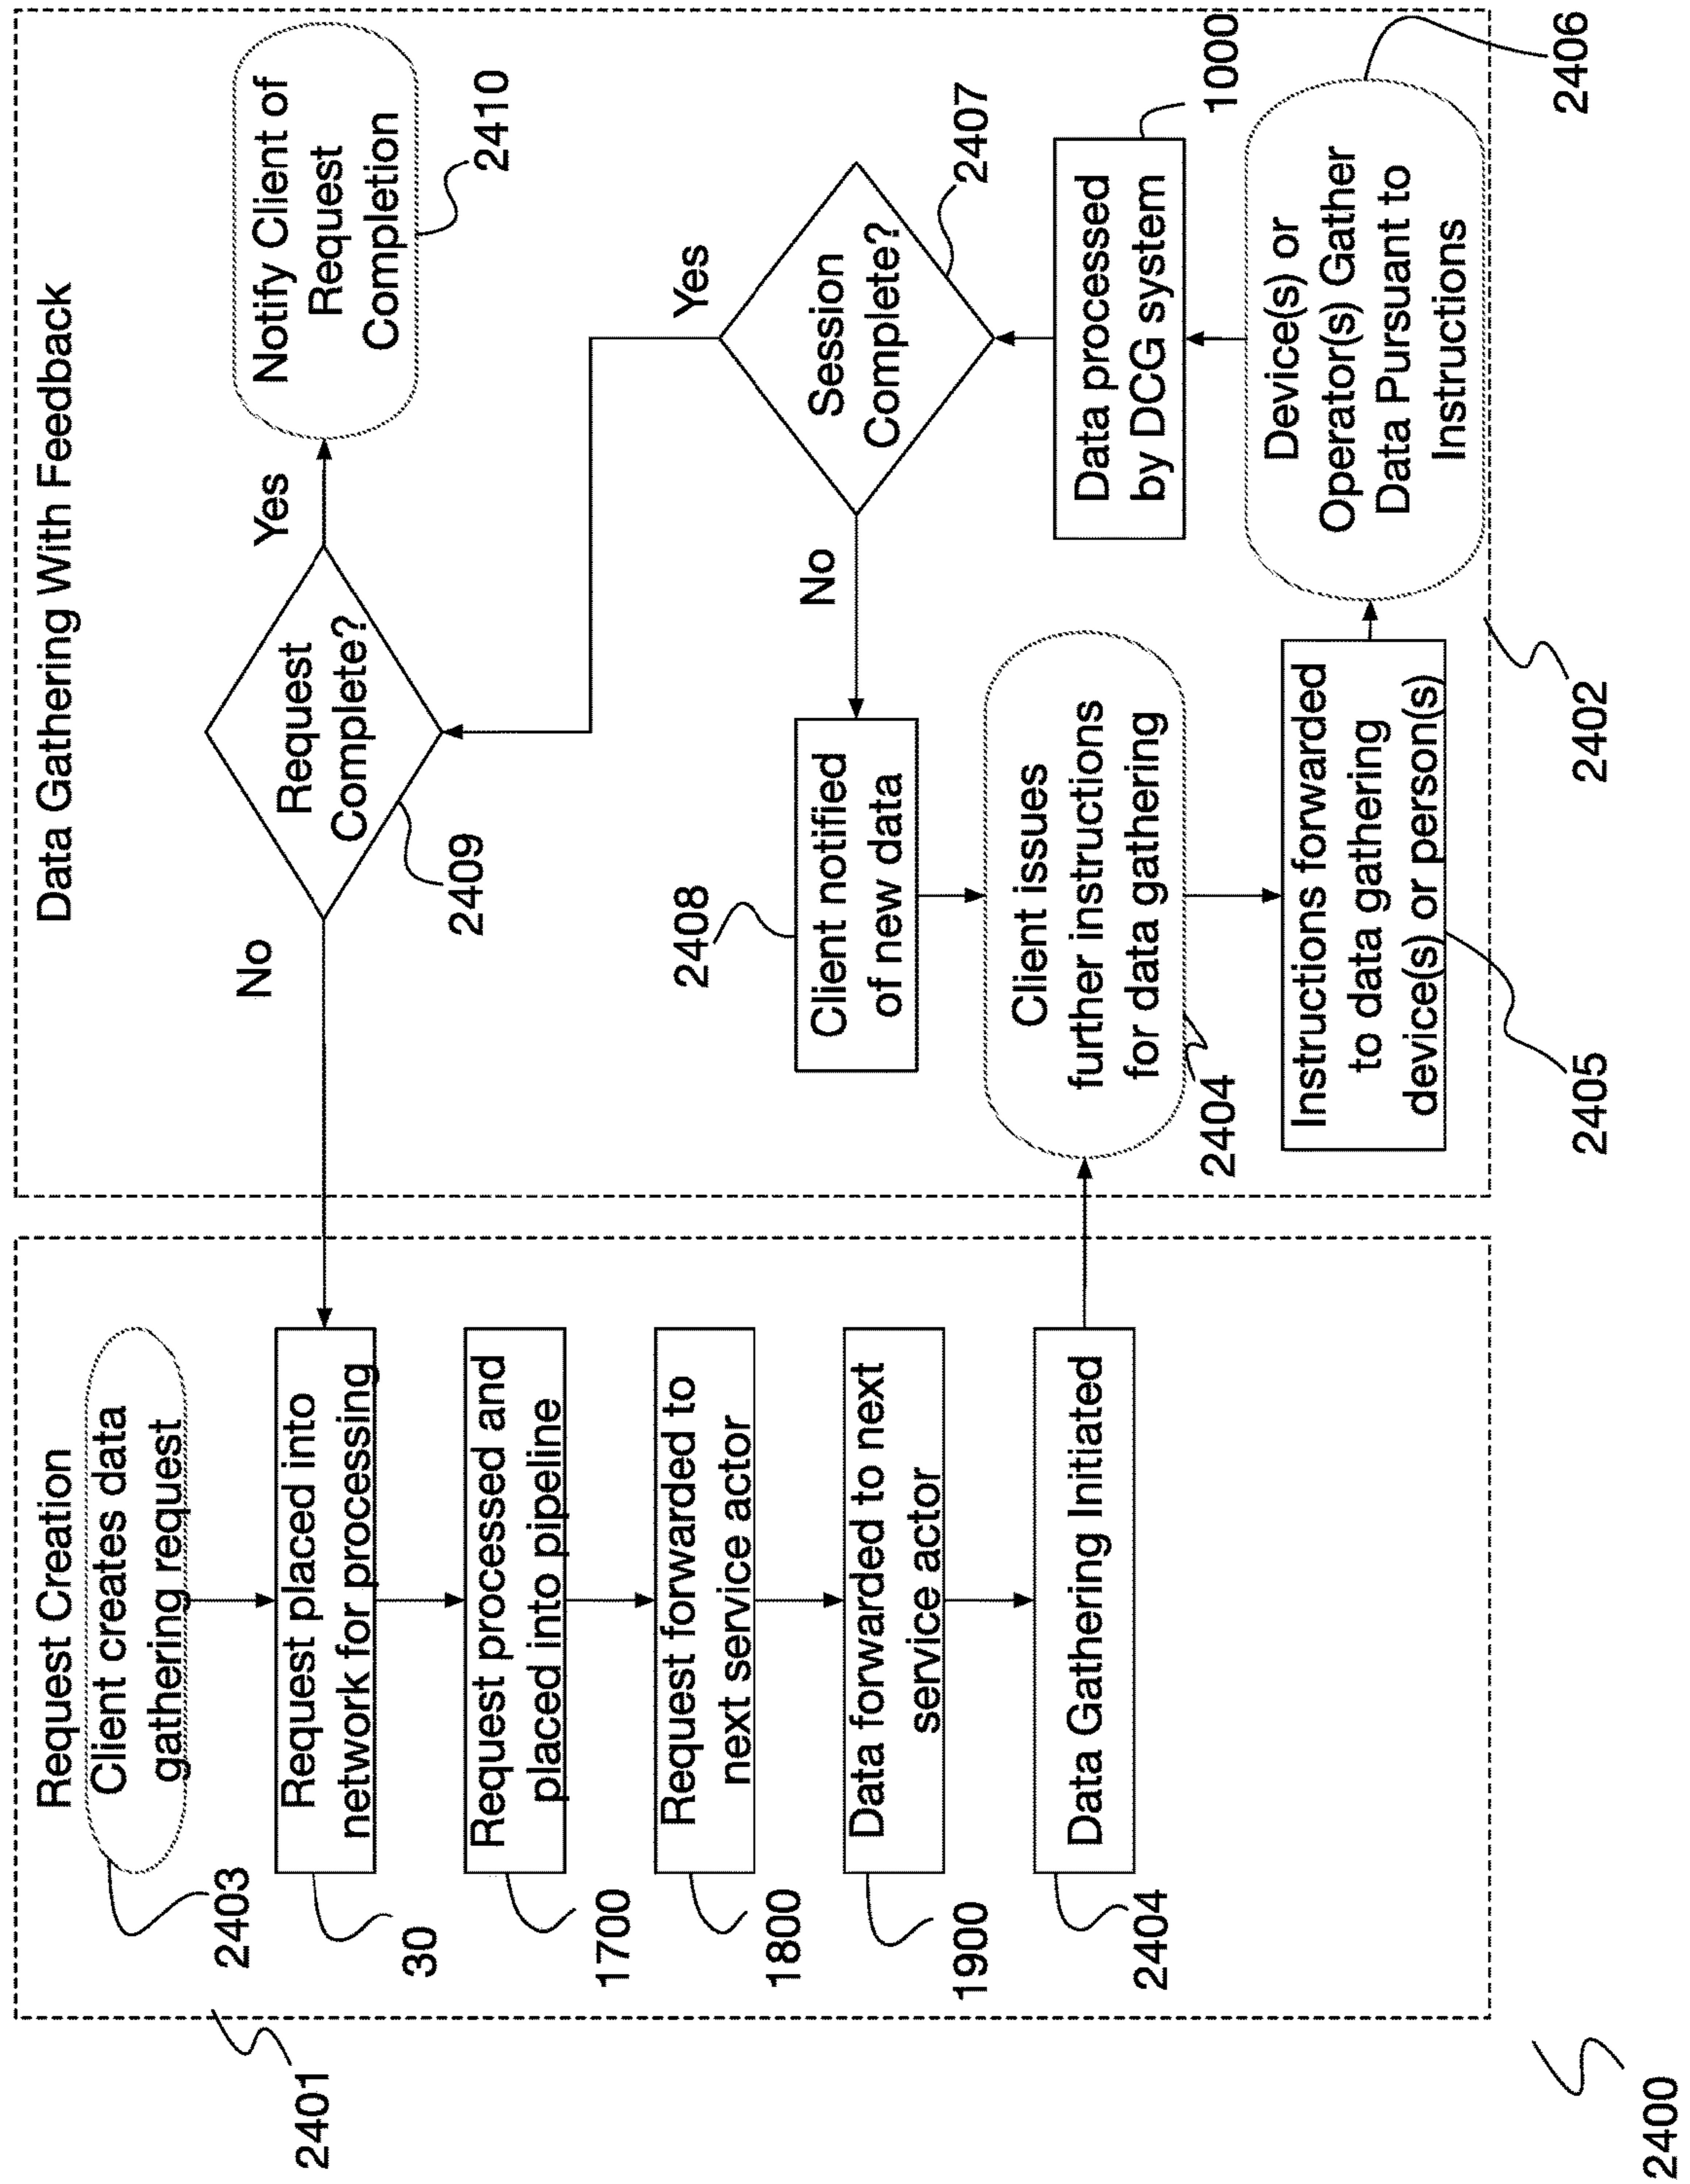 Request Creation
Client creates data
gathering request
2403
Request placed into
network for processing
30
Request processed and
placed into pipeline
1700
Request forwarded to
next service actor
1800
Data forwarded to next
service actor
1900
Data Gathering Initiated
2404
2401
Data Gathering With Feedback
No
Request
Complete?
2409
Yes
Notify Client of
Request
Completion
2410
Yes
Session
Complete?
2407
No
Client notified
of new data
2408
Client issues
further instructions
for data gathering
2404
Data processed
by DCG system
1000
Instructions forwarded
to data gathering
device(s) or person(s)
2405
Device(s) or
Operator(s) Gather
Data Pursuant to
Instructions
2406
2402
2400